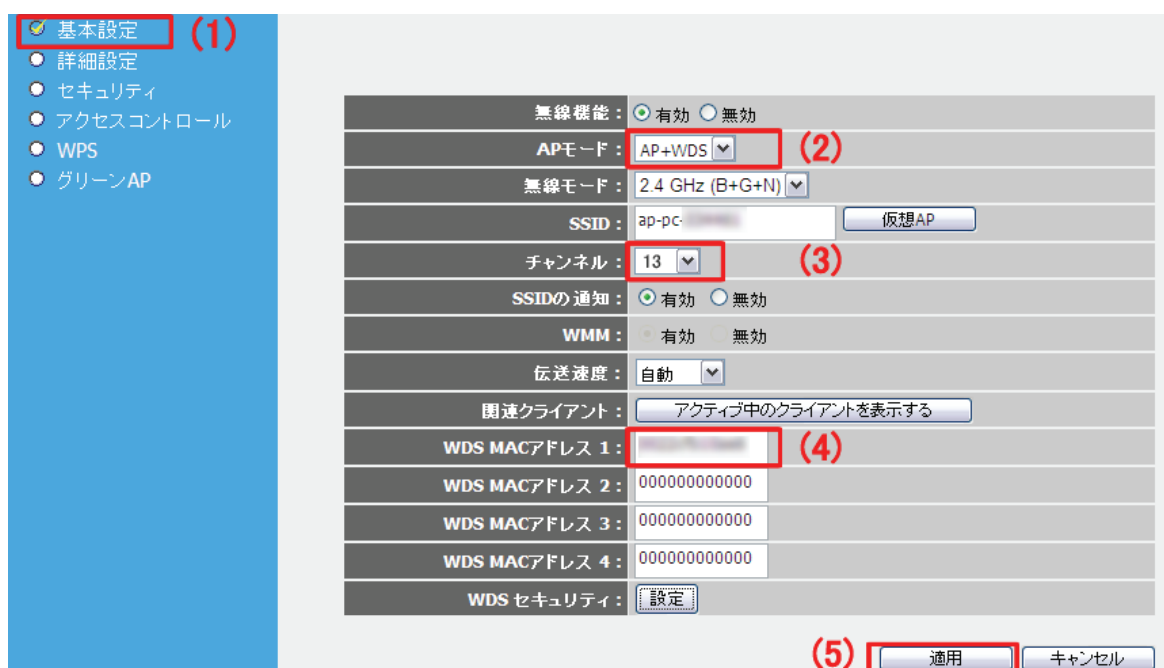 基本設定 (1)
詳細設定
セキュリティ
アクセスコントロール
WPS
グリーンAP
無線機能： 有効 無効
APモード： AP+WDS (2)
無線モード： 2.4 GHz (B+G+N)
SSID： ap-pc- 仮想AP
チャンネル： 13 (3)
SSIDの通知： 有効 無効
WMM： 有効 無効
伝送速度： 自動
関連クライアント： アクティブ中のクライアントを表示する
WDS MACアドレス 1： (4)
WDS MACアドレス 2： 000000000000
WDS MACアドレス 3： 000000000000
WDS MACアドレス 4： 000000000000
WDS セキュリティ： 設定
(5) 適用 キャンセル